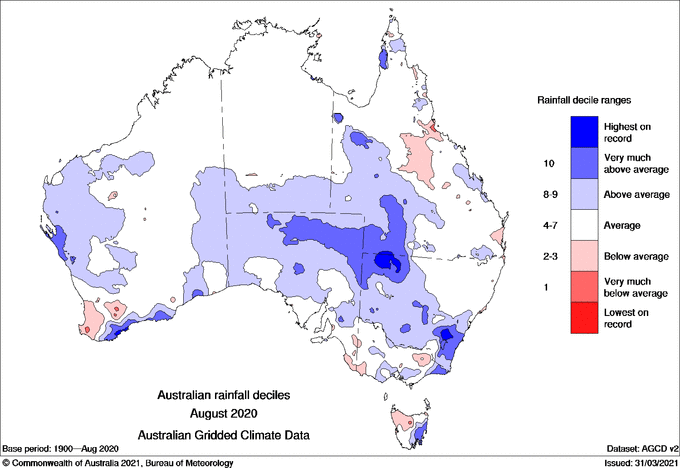 Rainfall decile ranges
Highest on
record
10
Very much
above average
8-9
Above average
4-7
Average
2-3
Below average
1
Very much
below average
Lowest on
record
Australian rainfall deciles
August 2020
Australian Gridded Climate Data
Base period: 1900—Aug 2020
Dataset: AGCD v2
© Commonwealth of Australia 2021, Bureau of Meteorology
Issued: 31/03/2021